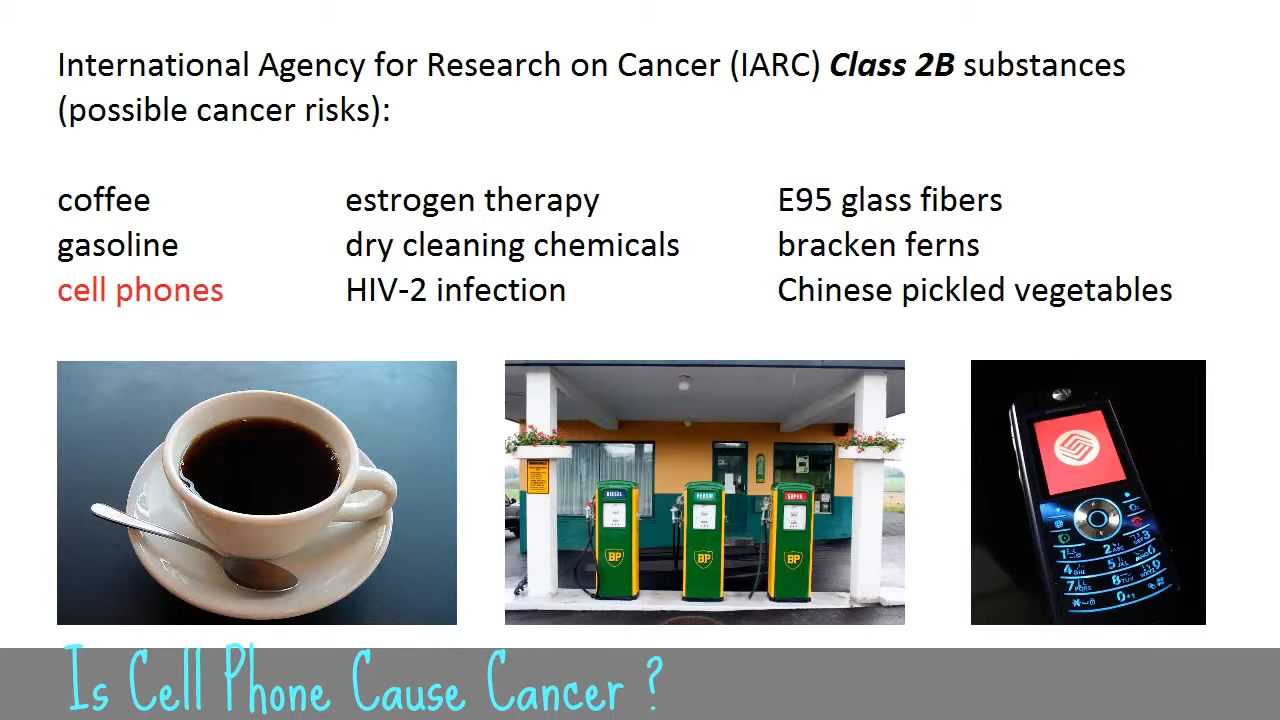 International Agency for Research on Cancer (IARC) Class 2B substances
(possible cancer risks):
coffee estrogen therapy E95 glass fibers
gasoline dry cleaning chemicals bracken ferns
cell phones HIV-2 infection Chinese pickled vegetables
DIESEL
SUPER
BP BP BP
Is Cell Phone Cause Cancer ?